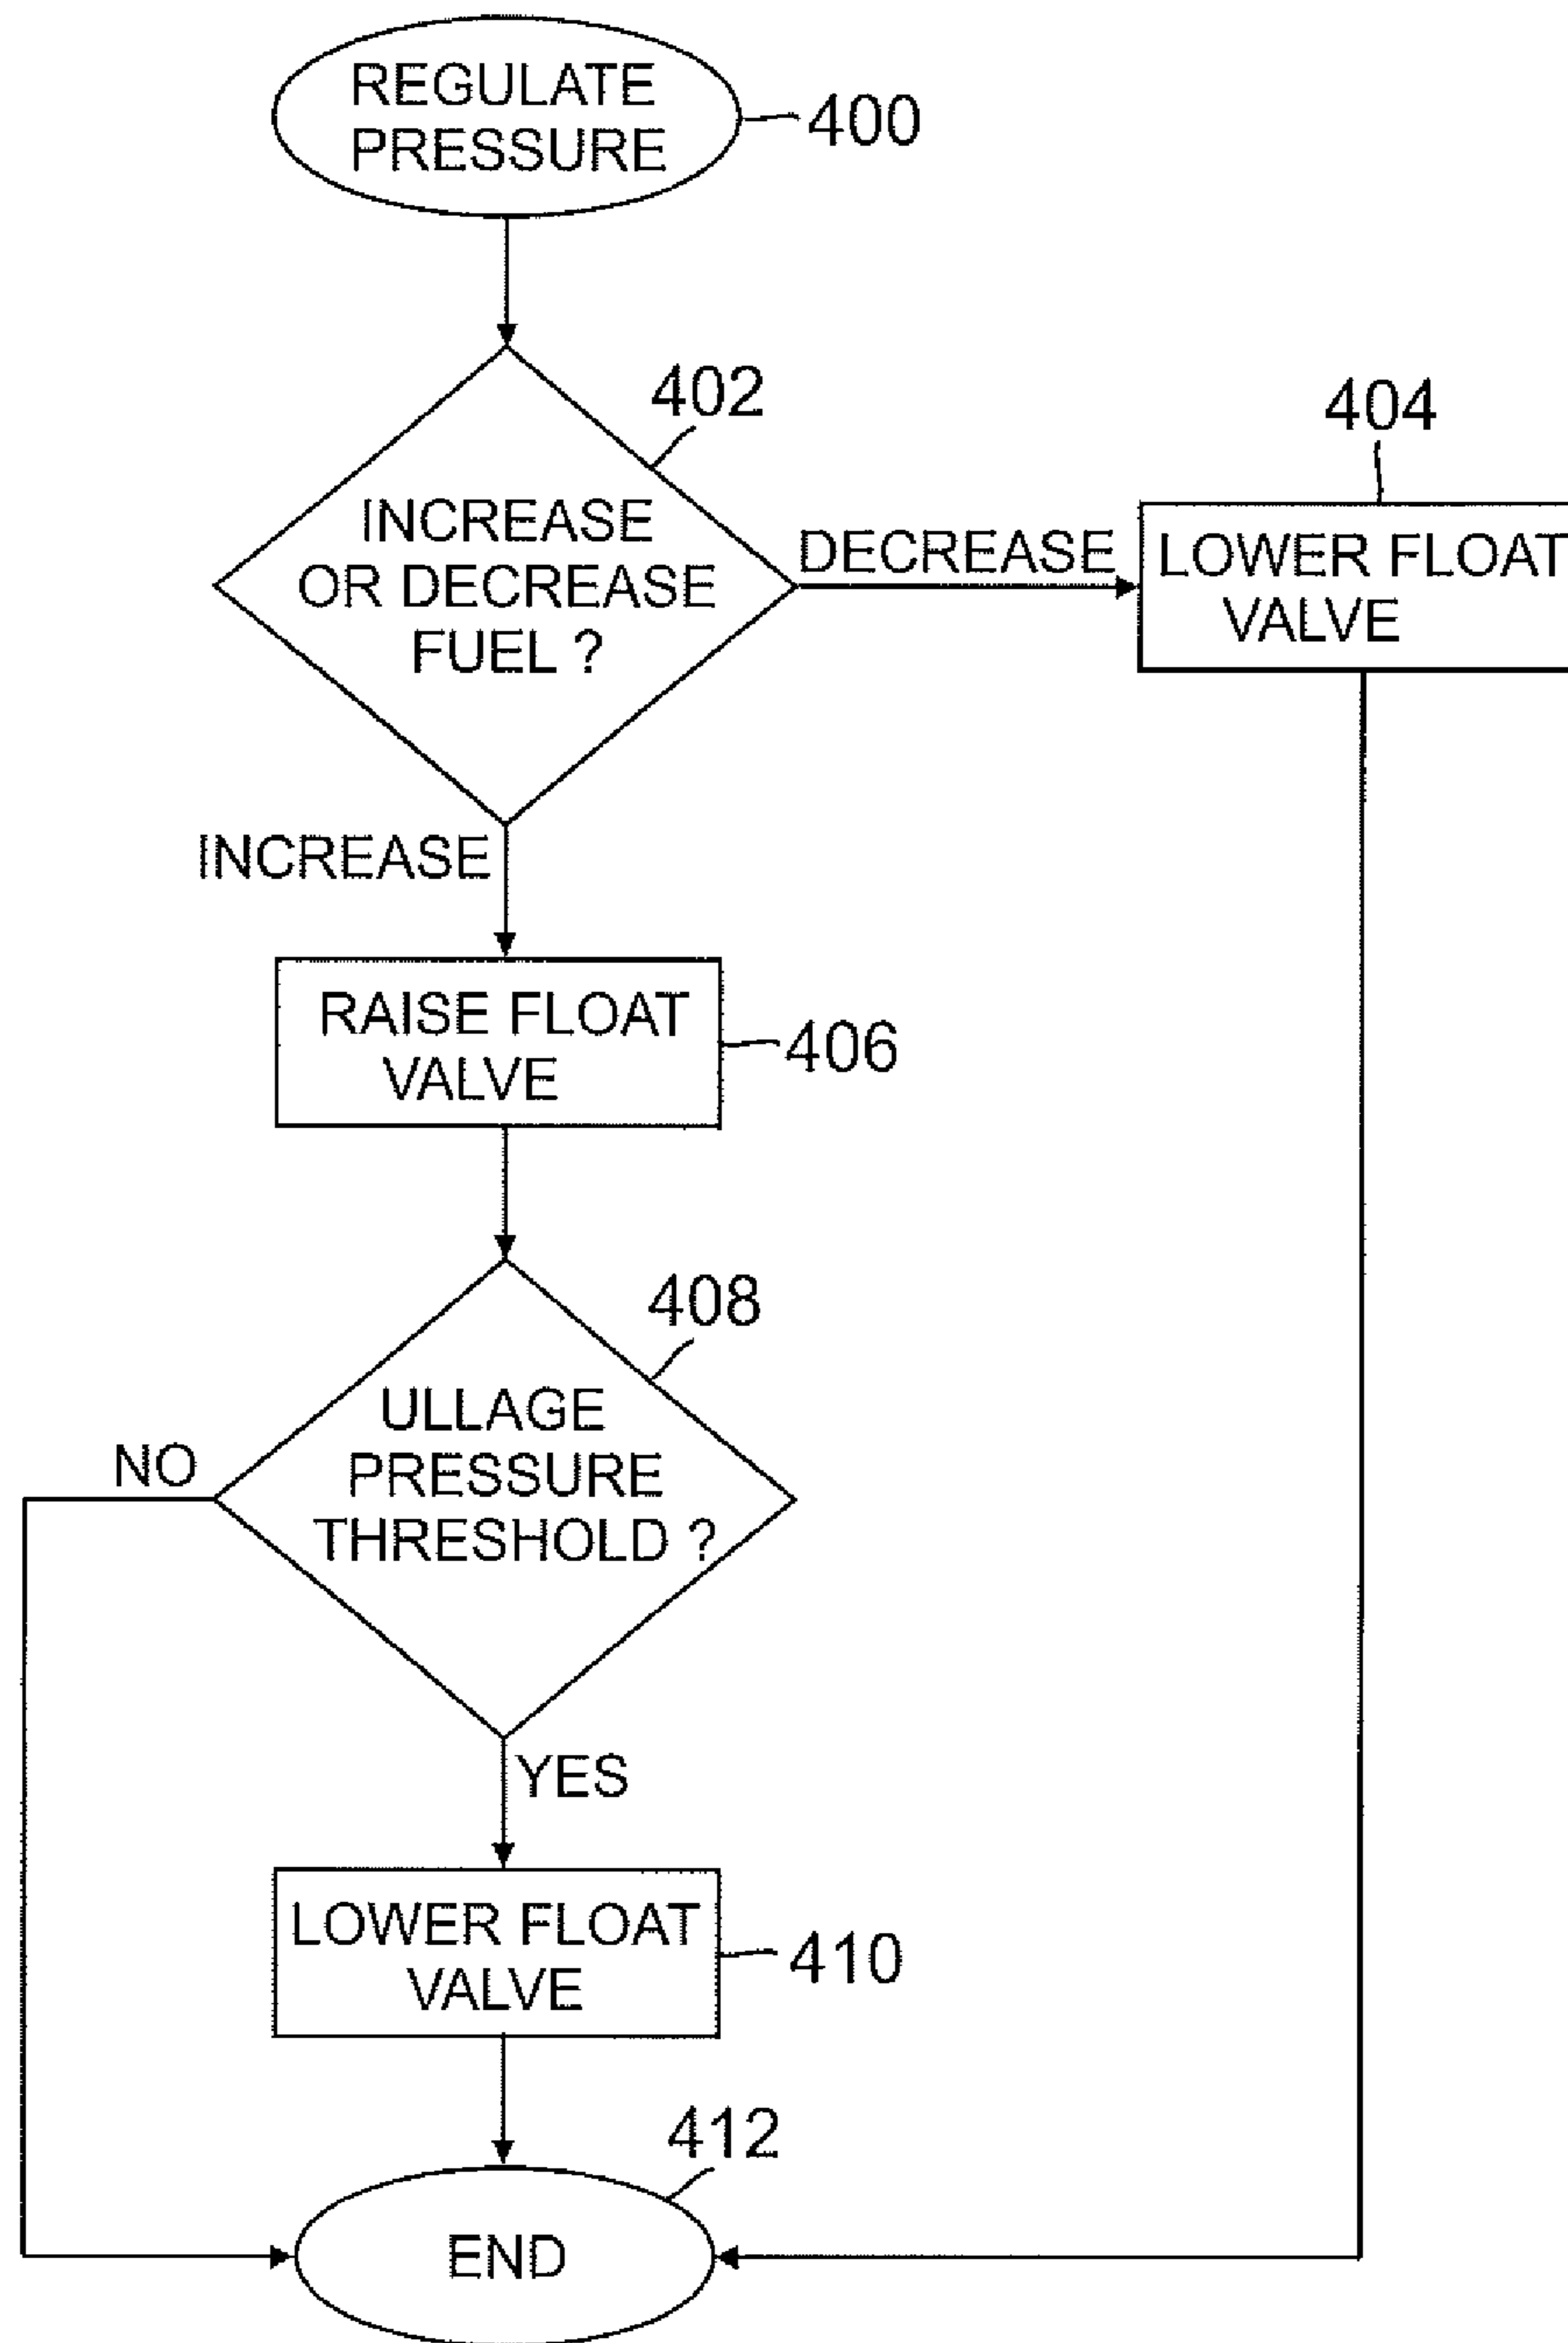 REGULATE
PRESSURE
400
402
INCREASE
OR DECREASE
FUEL ?
DECREASE
404
LOWER FLOAT
VALVE
INCREASE
RAISE FLOAT
VALVE
406
408
ULLAGE
PRESSURE
THRESHOLD ?
NO
YES
LOWER FLOAT
VALVE
410
412
END